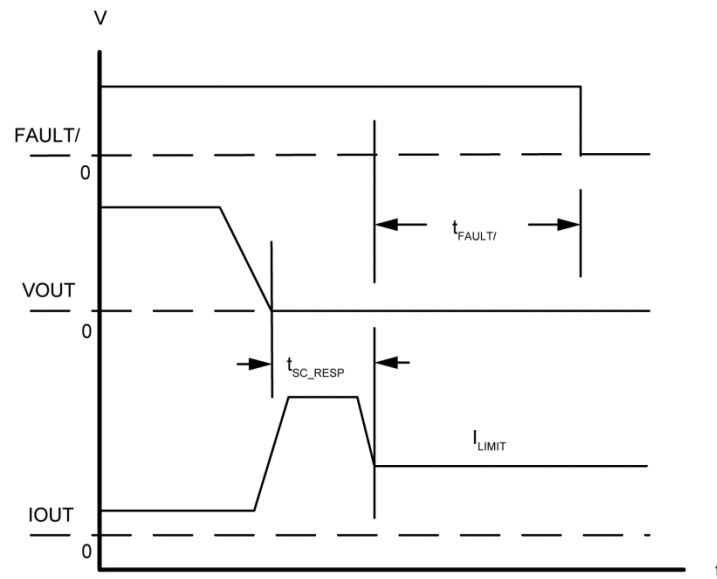 V
FAULT/
0
tFAULT/
VOUT
0
tSC_RESP
ILIMIT
IOUT
0
t